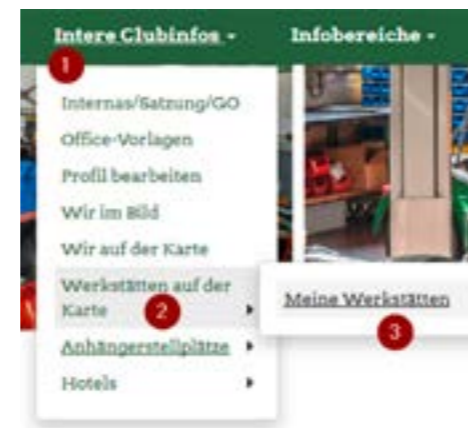 Intere Clubinfos -
Infobereiche -
1
Internas/Satzung/GO
Office-Vorlagen
Profil bearbeiten
Wir im Bild
Wir auf der Karte
Werkstätten auf der
Karte
2
Meine Werkstätten
3
Anhängerstellplätze
Hotels